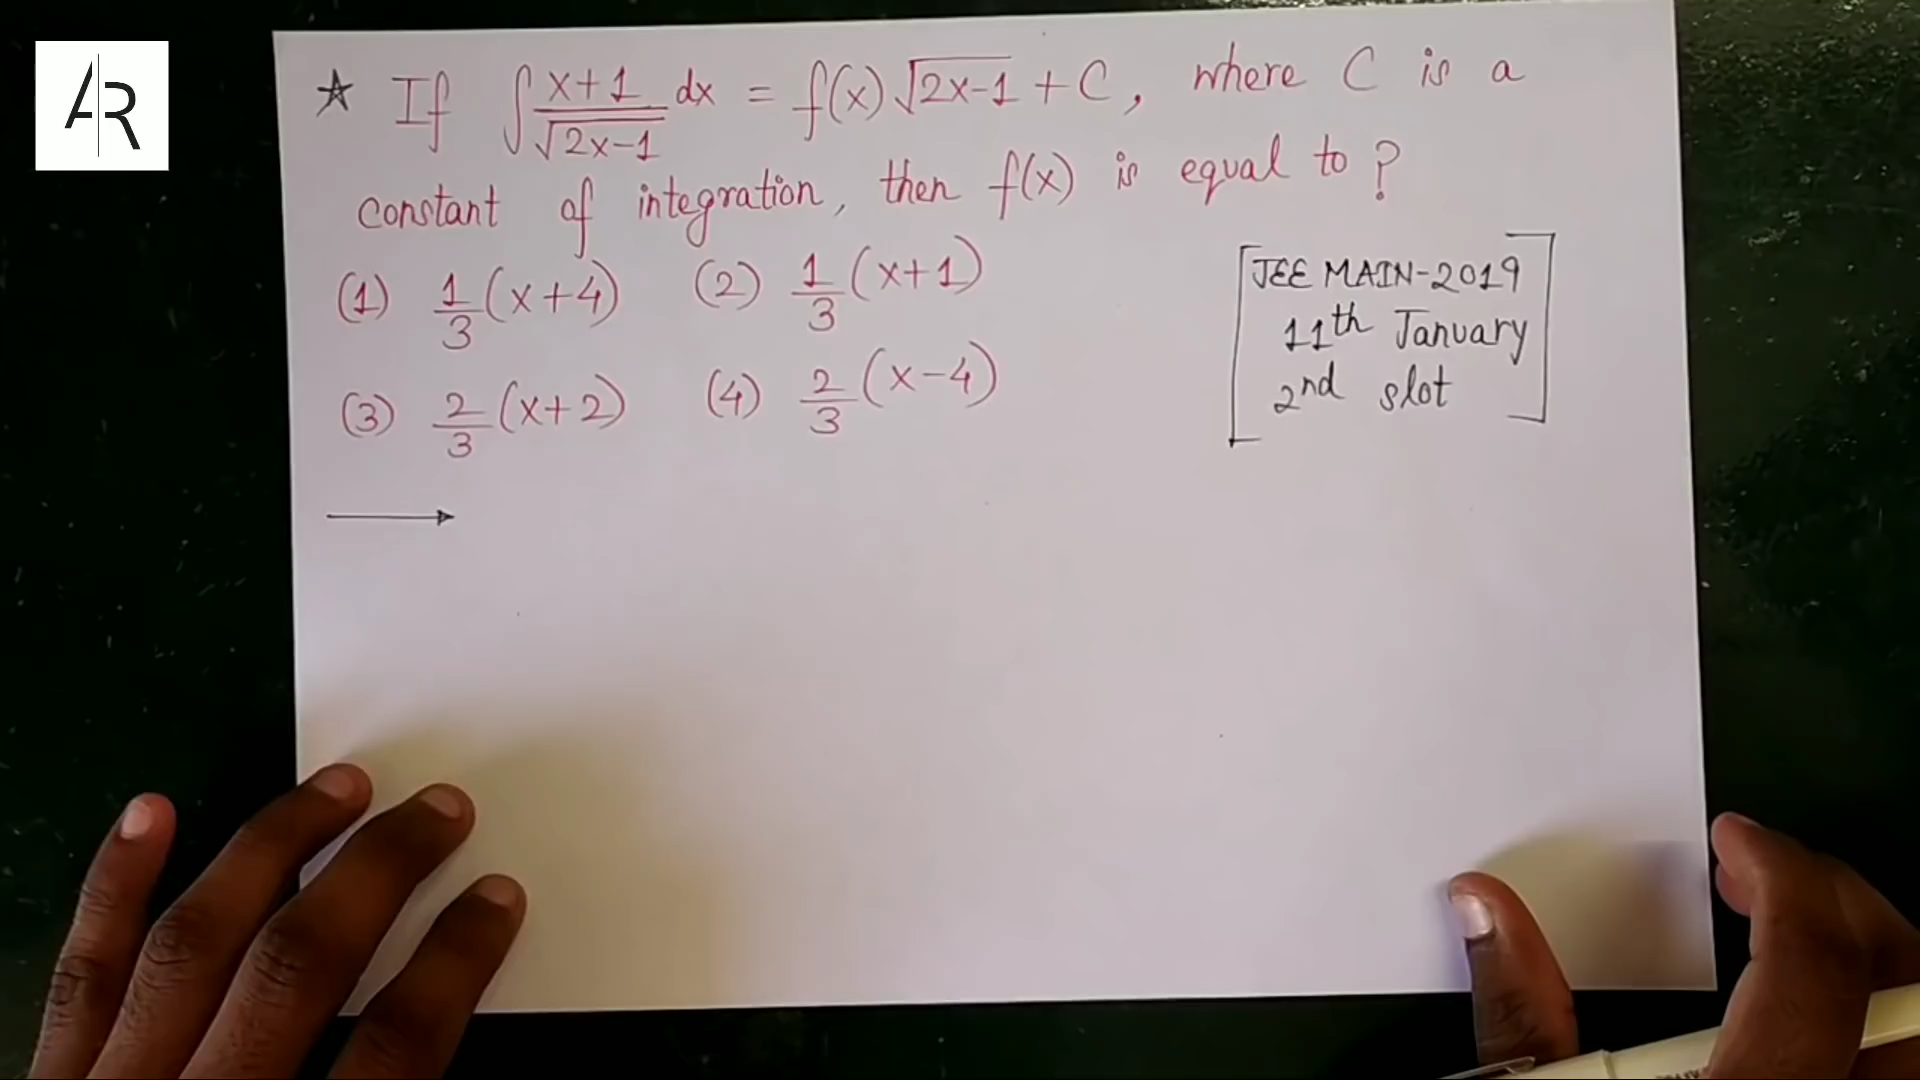 AR
★ If ∫ (x+1)/√(2x-1) dx = f(x) √(2x-1) + C, where C is a
constant of integration, then f(x) is equal to ?
(1) 1/3 (x+4) (2) 1/3 (x+1)
(3) 2/3 (x+2) (4) 2/3 (x-4)
[JEE MAIN-2019
11th January
2nd slot]